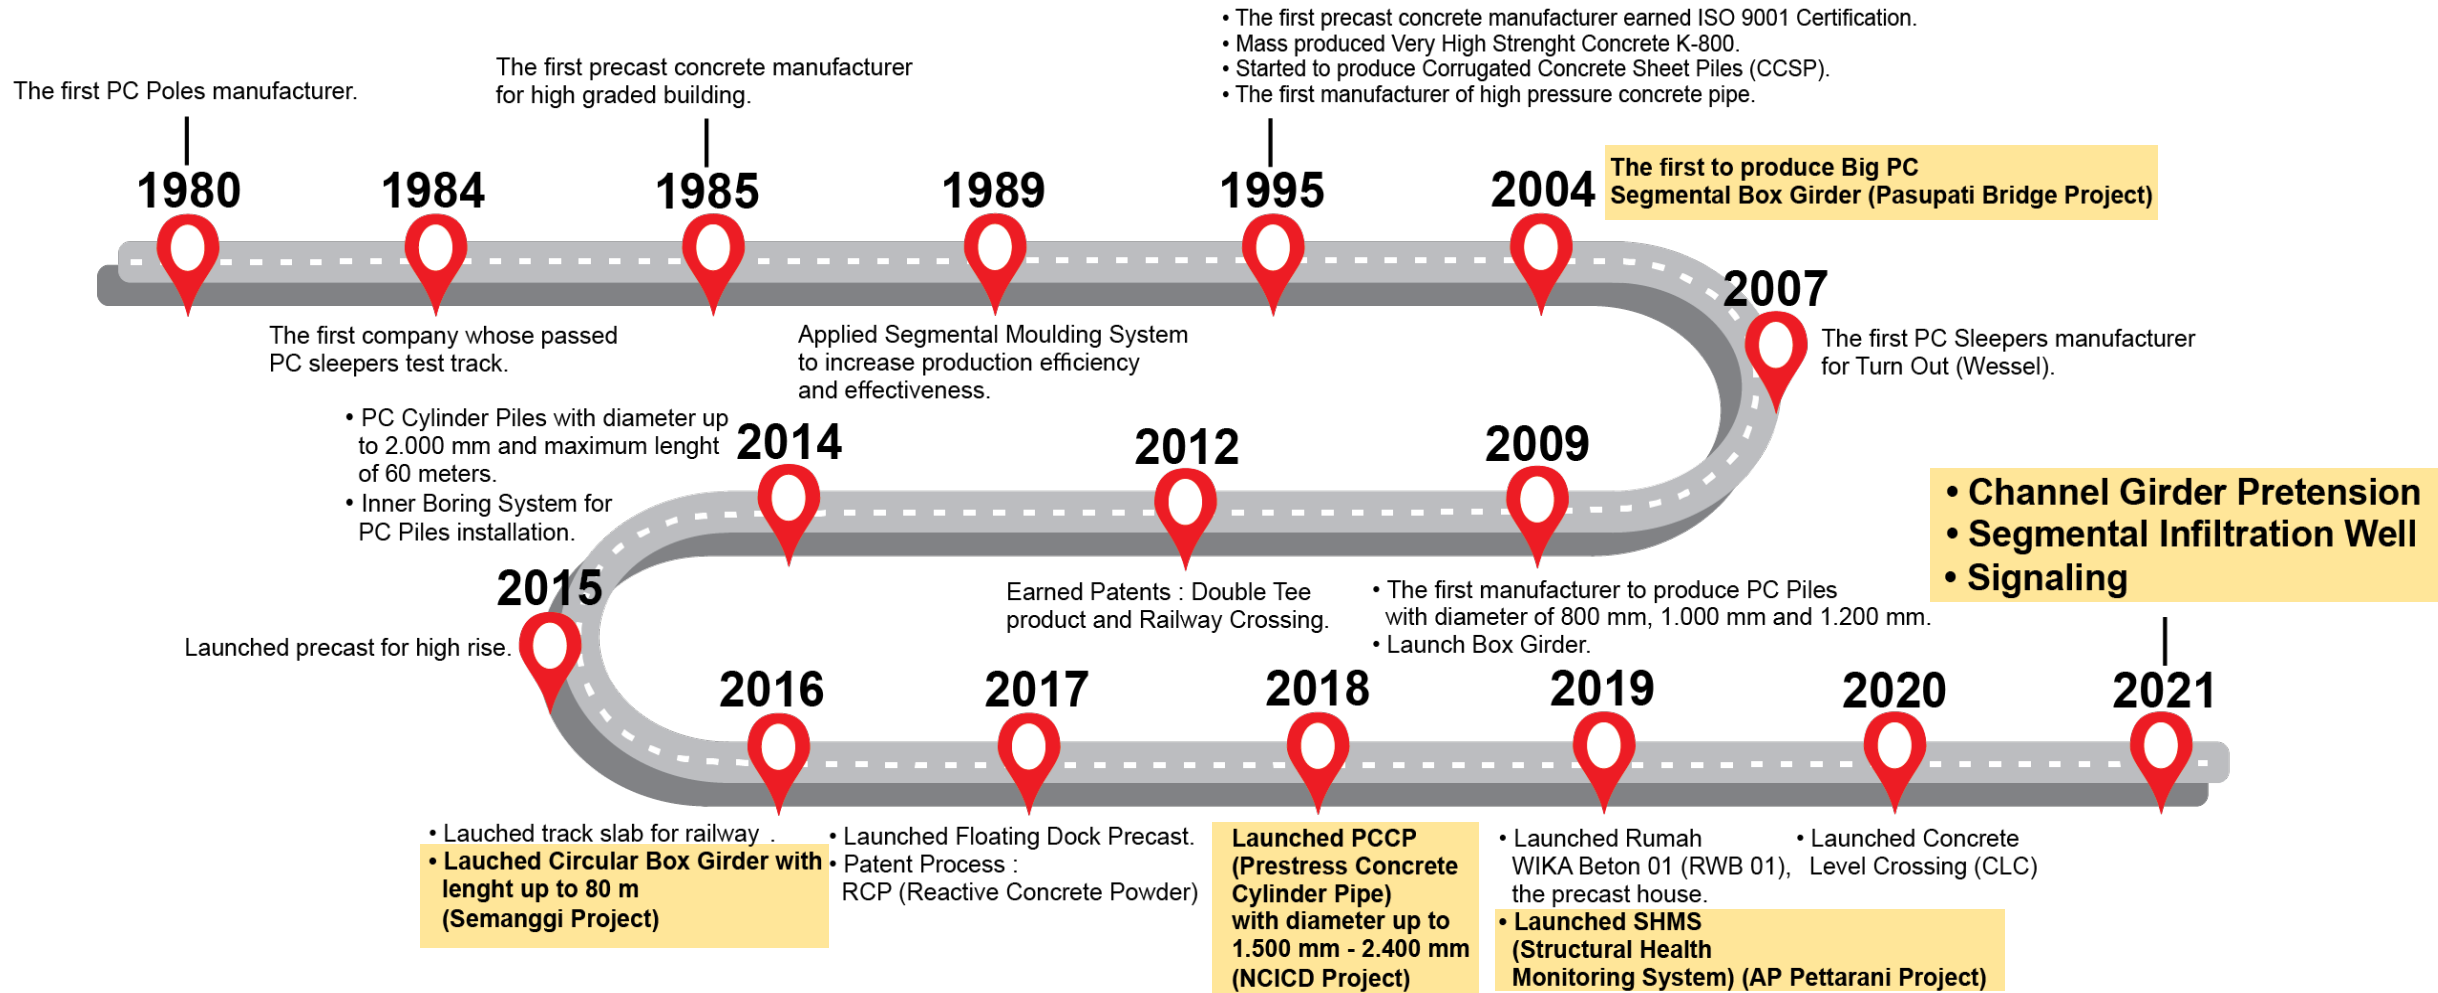 The first PC Poles manufacturer.
1980
1984
The first company whose passed
PC sleepers test track.
The first precast concrete manufacturer
for high graded building.
1985
1989
Applied Segmental Moulding System
to increase production efficiency
and effectiveness.
• The first precast concrete manufacturer earned ISO 9001 Certification.
• Mass produced Very High Strenght Concrete K-800.
• Started to produce Corrugated Concrete Sheet Piles (CCSP).
• The first manufacturer of high pressure concrete pipe.
1995
2004
The first to produce Big PC
Segmental Box Girder (Pasupati Bridge Project)
2007
The first PC Sleepers manufacturer
for Turn Out (Wessel).
2009
• The first manufacturer to produce PC Piles
with diameter of 800 mm, 1.000 mm and 1.200 mm.
• Launch Box Girder.
2012
Earned Patents : Double Tee
product and Railway Crossing.
2014
• PC Cylinder Piles with diameter up
to 2.000 mm and maximum lenght
of 60 meters.
• Inner Boring System for
PC Piles installation.
2015
Launched precast for high rise.
2016
• Lauched track slab for railway .
• Lauched Circular Box Girder with
lenght up to 80 m
(Semanggi Project)
2017
• Launched Floating Dock Precast.
• Patent Process :
RCP (Reactive Concrete Powder)
2018
Launched PCCP
(Prestress Concrete
Cylinder Pipe)
with diameter up to
1.500 mm - 2.400 mm
(NCICD Project)
2019
• Launched Rumah
WIKA Beton 01 (RWB 01),
the precast house.
• Launched SHMS
(Structural Health
Monitoring System) (AP Pettarani Project)
2020
• Launched Concrete
Level Crossing (CLC)
• Channel Girder Pretension
• Segmental Infiltration Well
• Signaling
2021